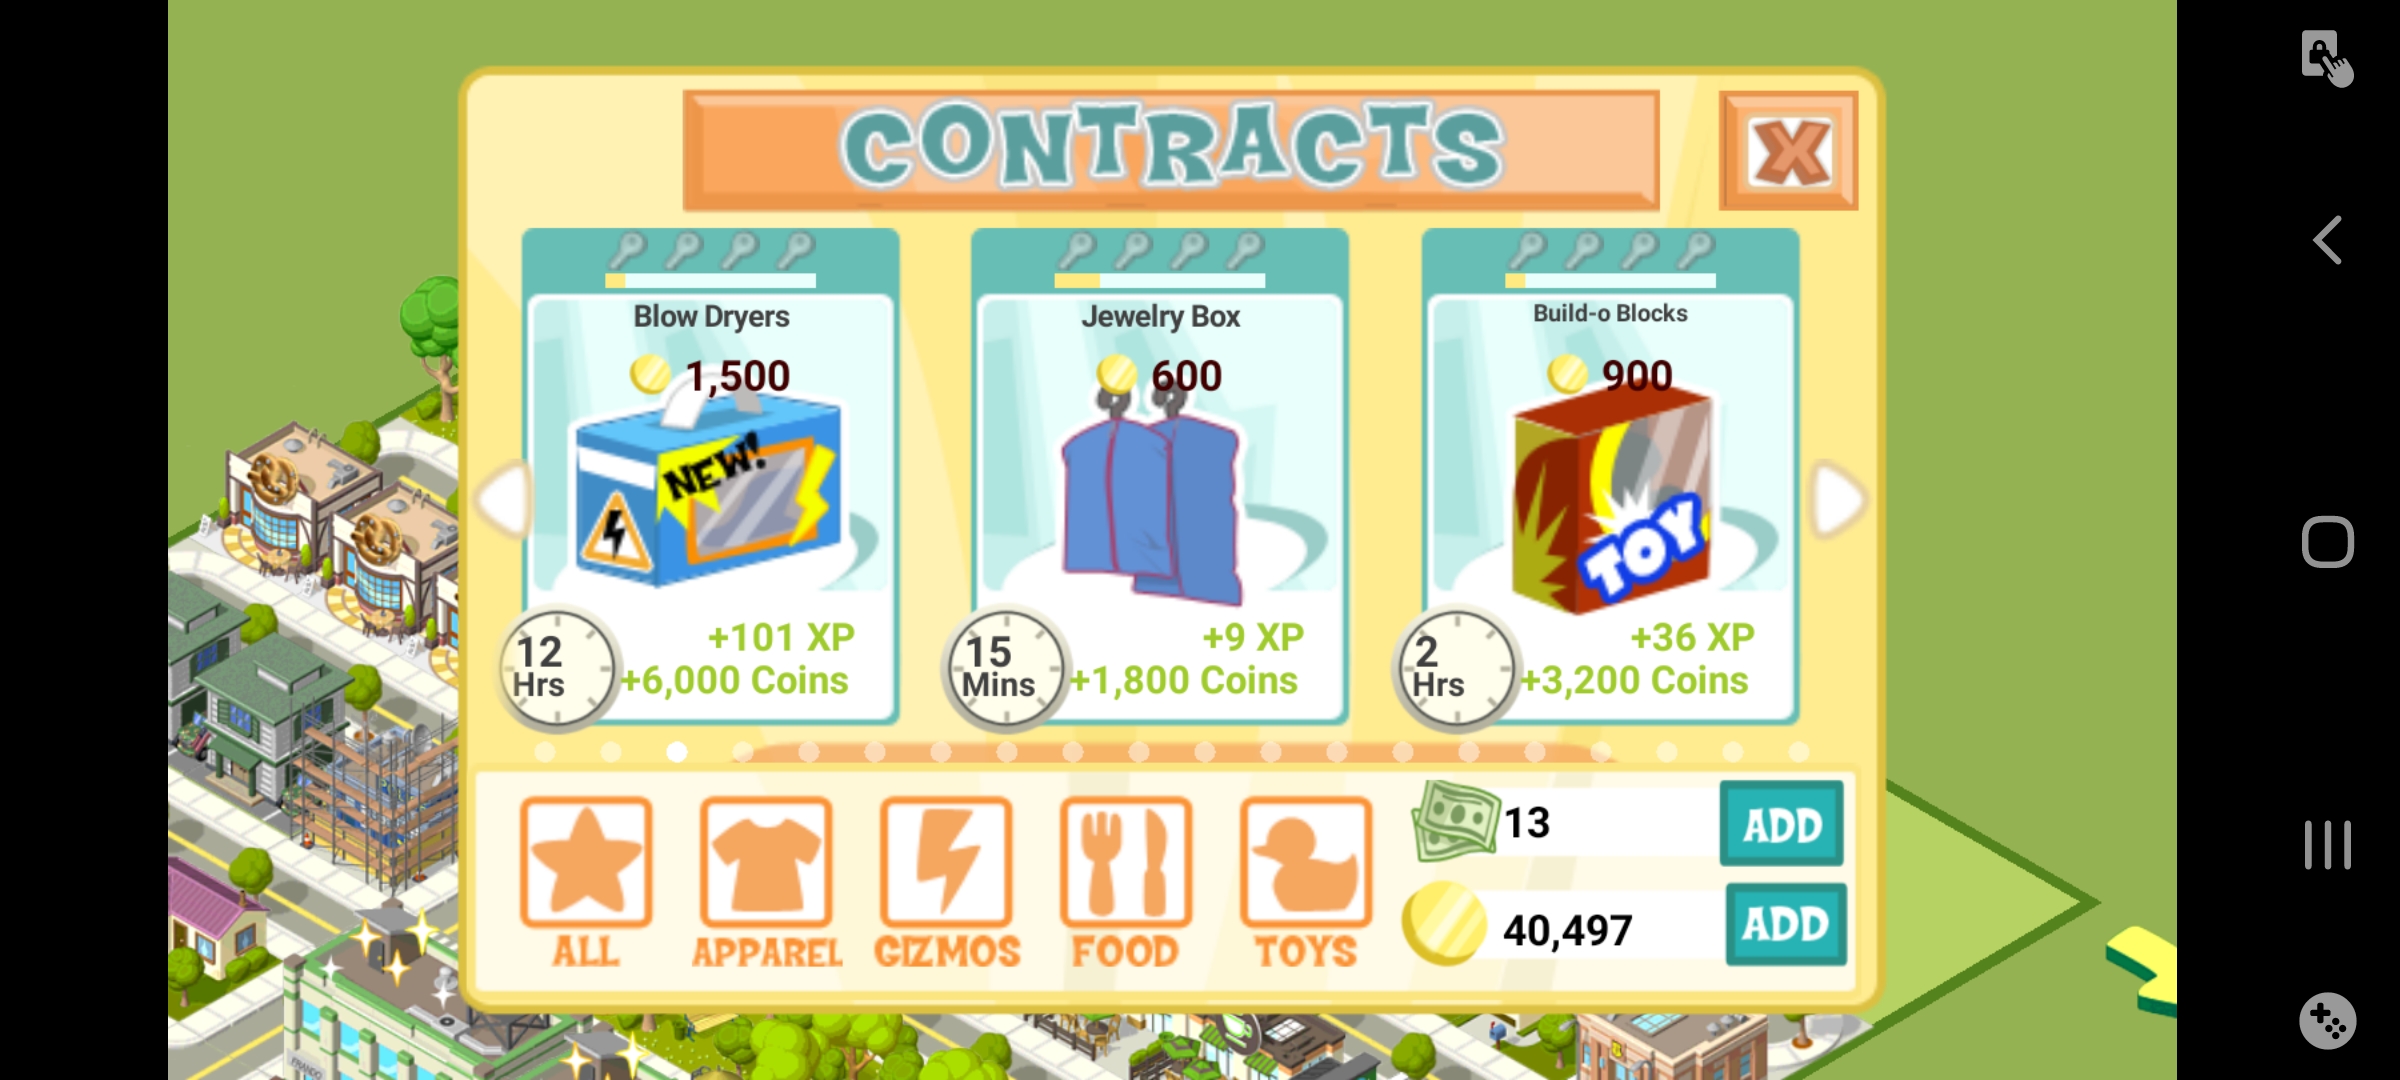 CONTRACTS
X
Blow Dryers
1,500
NEW!
12
Hrs
+101 XP
+6,000 Coins
Jewelry Box
600
15
Mins
+9 XP
+1,800 Coins
Build-o Blocks
900
TOY
2
Hrs
+36 XP
+3,200 Coins
ALL
APPAREL
GIZMOS
FOOD
TOYS
13
ADD
40,497
ADD